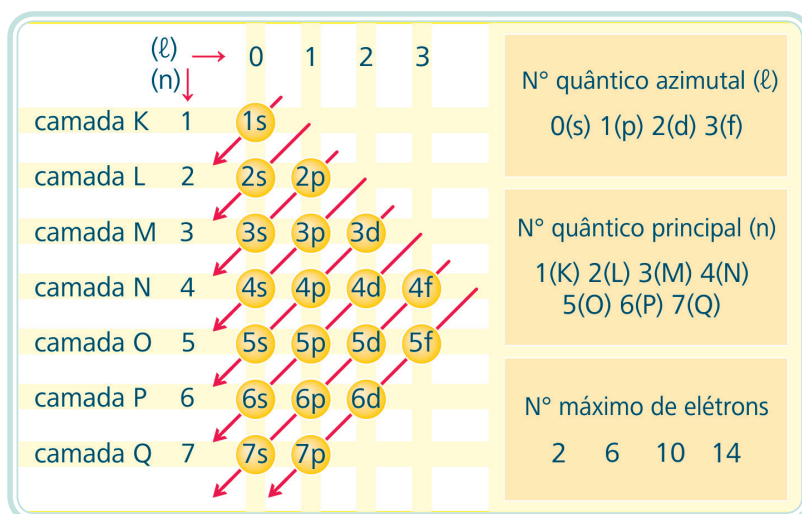 (ℓ) → 0 1 2 3
(n)↓
camada K 1 1s
camada L 2 2s 2p
camada M 3 3s 3p 3d
camada N 4 4s 4p 4d 4f
camada O 5 5s 5p 5d 5f
camada P 6 6s 6p 6d
camada Q 7 7s 7p
N° quântico azimutal (ℓ)
0(s) 1(p) 2(d) 3(f)
N° quântico principal (n)
1(K) 2(L) 3(M) 4(N)
5(O) 6(P) 7(Q)
N° máximo de elétrons
2 6 10 14